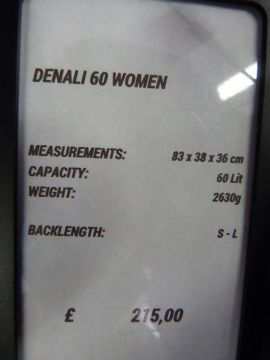 DENALI 60 WOMEN
MEASUREMENTS: 83 x 38 x 36 cm
CAPACITY: 60 Lit
WEIGHT: 2630g
BACKLENGTH: S - L
£ 215,00